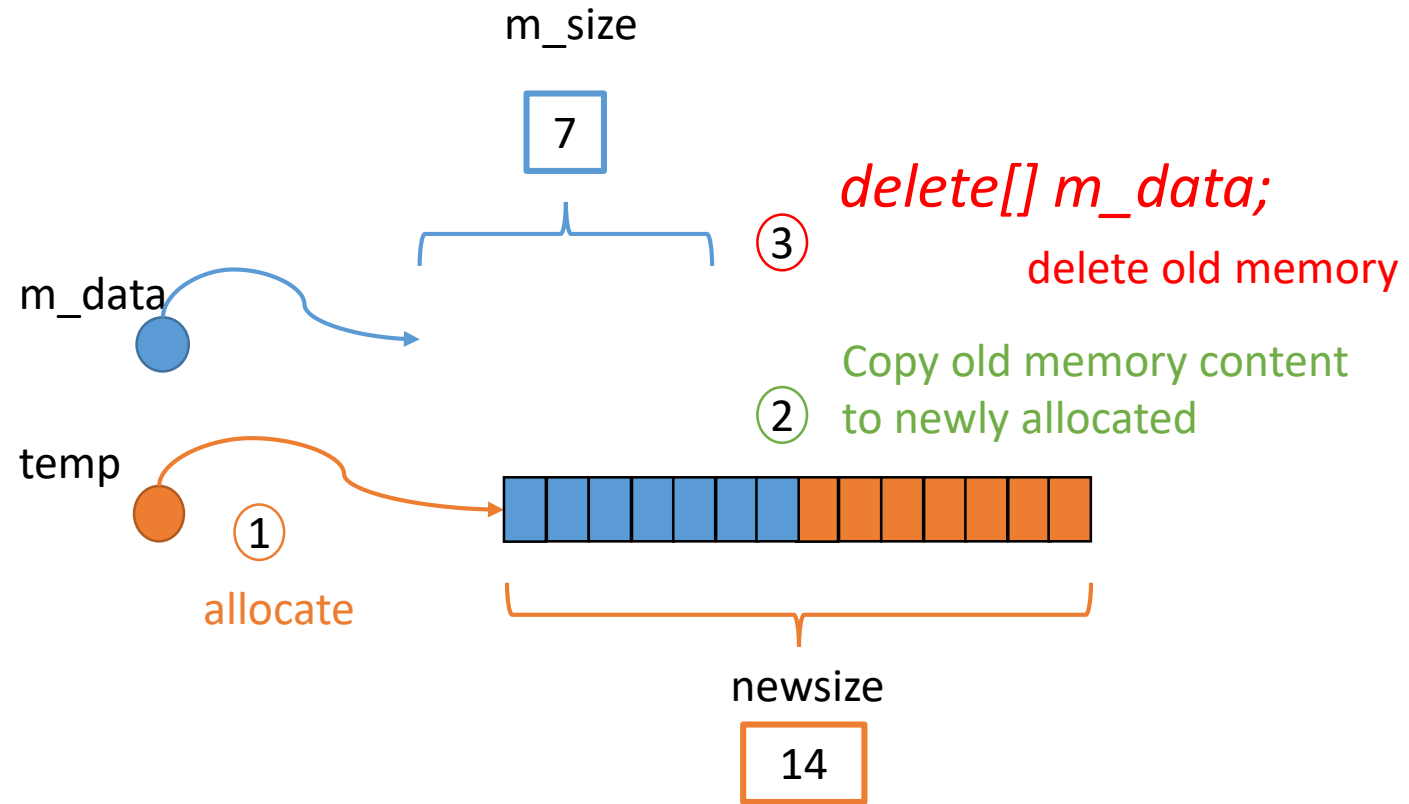 m_size
7
delete[] m_data;
3
delete old memory
m_data
Copy old memory content
2
to newly allocated
temp
1
allocate
newsize
14